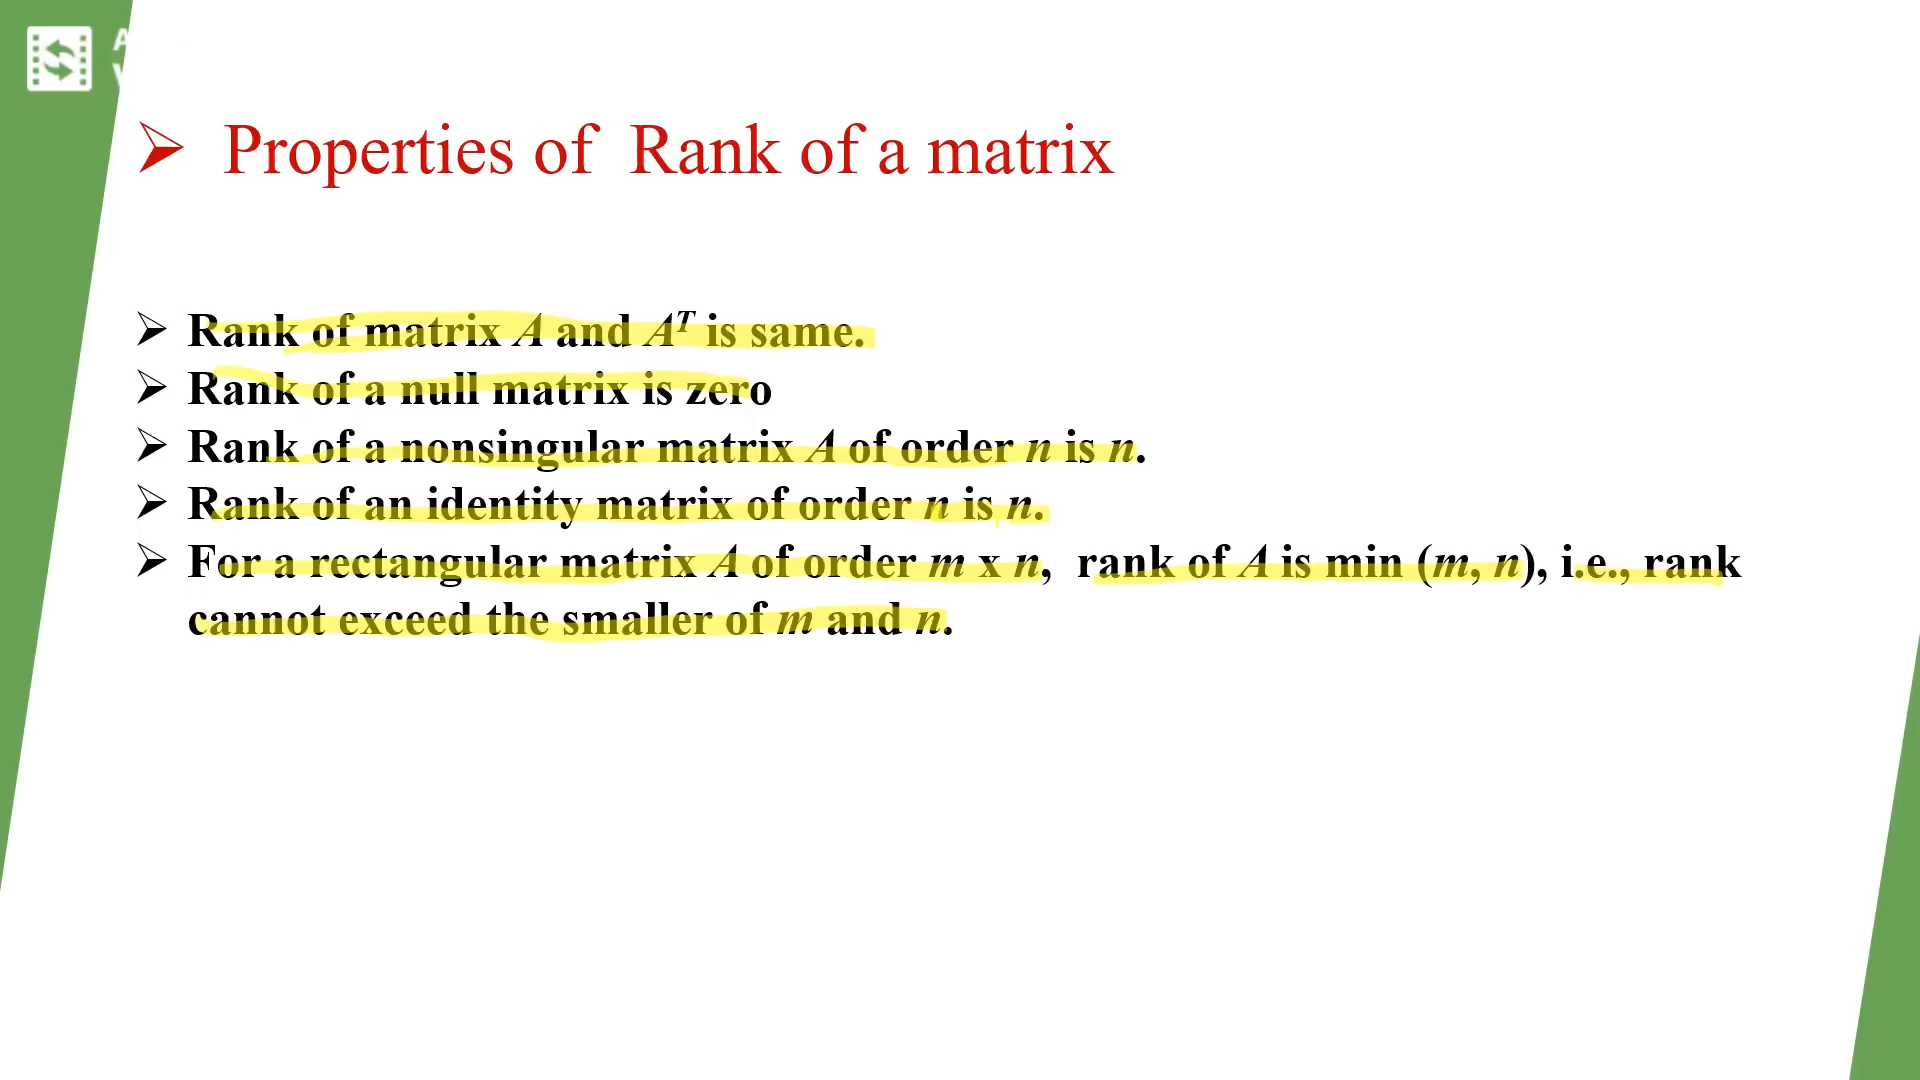 ➢ Properties of Rank of a matrix
➢ Rank of matrix A and Aᵀ is same.
➢ Rank of a null matrix is zero
➢ Rank of a nonsingular matrix A of order n is n.
➢ Rank of an identity matrix of order n is n.
➢ For a rectangular matrix A of order m x n, rank of A is min (m, n), i.e., rank
cannot exceed the smaller of m and n.